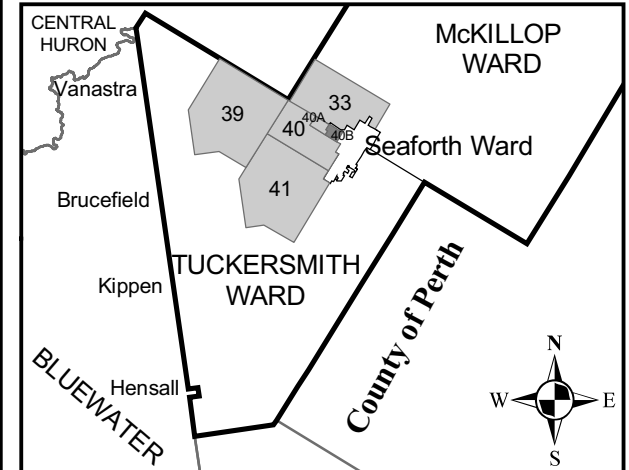 CENTRAL
HURON
McKILLOP
WARD
Vanastra
33
39
40A
40
40B
Seaforth Ward
41
Brucefield
TUCKERSMITH
WARD
Kippen
County of Perth
BLUEWATER
Hensall
N
W
E
S